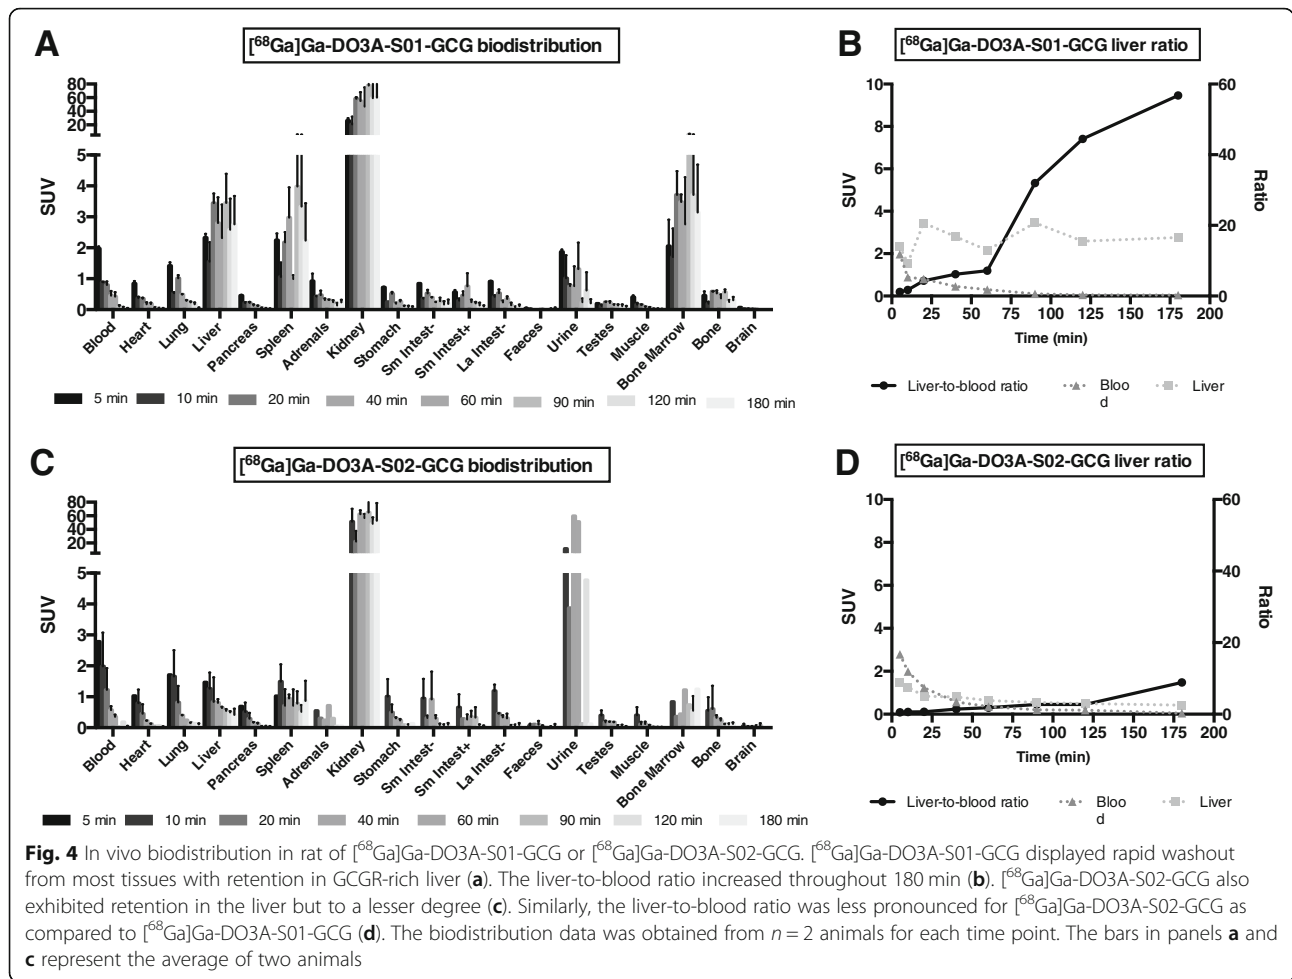 A
[68Ga]Ga-DO3A-S01-GCG biodistribution
80
60
40
20
5
4
3
2
1
0
SUV
Blood
Heart
Lung
Liver
Pancreas
Spleen
Adrenals
Kidney
Stomach
Sm Intest-
Sm Intest+
La Intest-
Faeces
Urine
Testes
Muscle
Bone Marrow
Bone
Brain
5 min 10 min 20 min 40 min 60 min 90 min 120 min 180 min
B
[68Ga]Ga-DO3A-S01-GCG liver ratio
10
8
6
4
2
0
SUV
60
40
20
0
Ratio
0 25 50 75 100 125 150 175 200
Time (min)
Liver-to-blood ratio Bloo Liver
d
C
[68Ga]Ga-DO3A-S02-GCG biodistribution
80
60
40
20
5
4
3
2
1
0
SUV
Blood
Heart
Lung
Liver
Pancreas
Spleen
Adrenals
Kidney
Stomach
Sm Intest-
Sm Intest+
La Intest-
Faeces
Urine
Testes
Muscle
Bone Marrow
Bone
Brain
5 min 10 min 20 min 40 min 60 min 90 min 120 min 180 min
D
[68Ga]Ga-DO3A-S02-GCG liver ratio
10
8
6
4
2
0
SUV
60
40
20
0
Ratio
0 25 50 75 100 125 150 175 200
Time (min)
Liver-to-blood ratio Bloo Liver
d
Fig. 4 In vivo biodistribution in rat of [68Ga]Ga-DO3A-S01-GCG or [68Ga]Ga-DO3A-S02-GCG. [68Ga]Ga-DO3A-S01-GCG displayed rapid washout
from most tissues with retention in GCGR-rich liver (a). The liver-to-blood ratio increased throughout 180 min (b). [68Ga]Ga-DO3A-S02-GCG also
exhibited retention in the liver but to a lesser degree (c). Similarly, the liver-to-blood ratio was less pronounced for [68Ga]Ga-DO3A-S02-GCG as
compared to [68Ga]Ga-DO3A-S01-GCG (d). The biodistribution data was obtained from n = 2 animals for each time point. The bars in panels a and
c represent the average of two animals